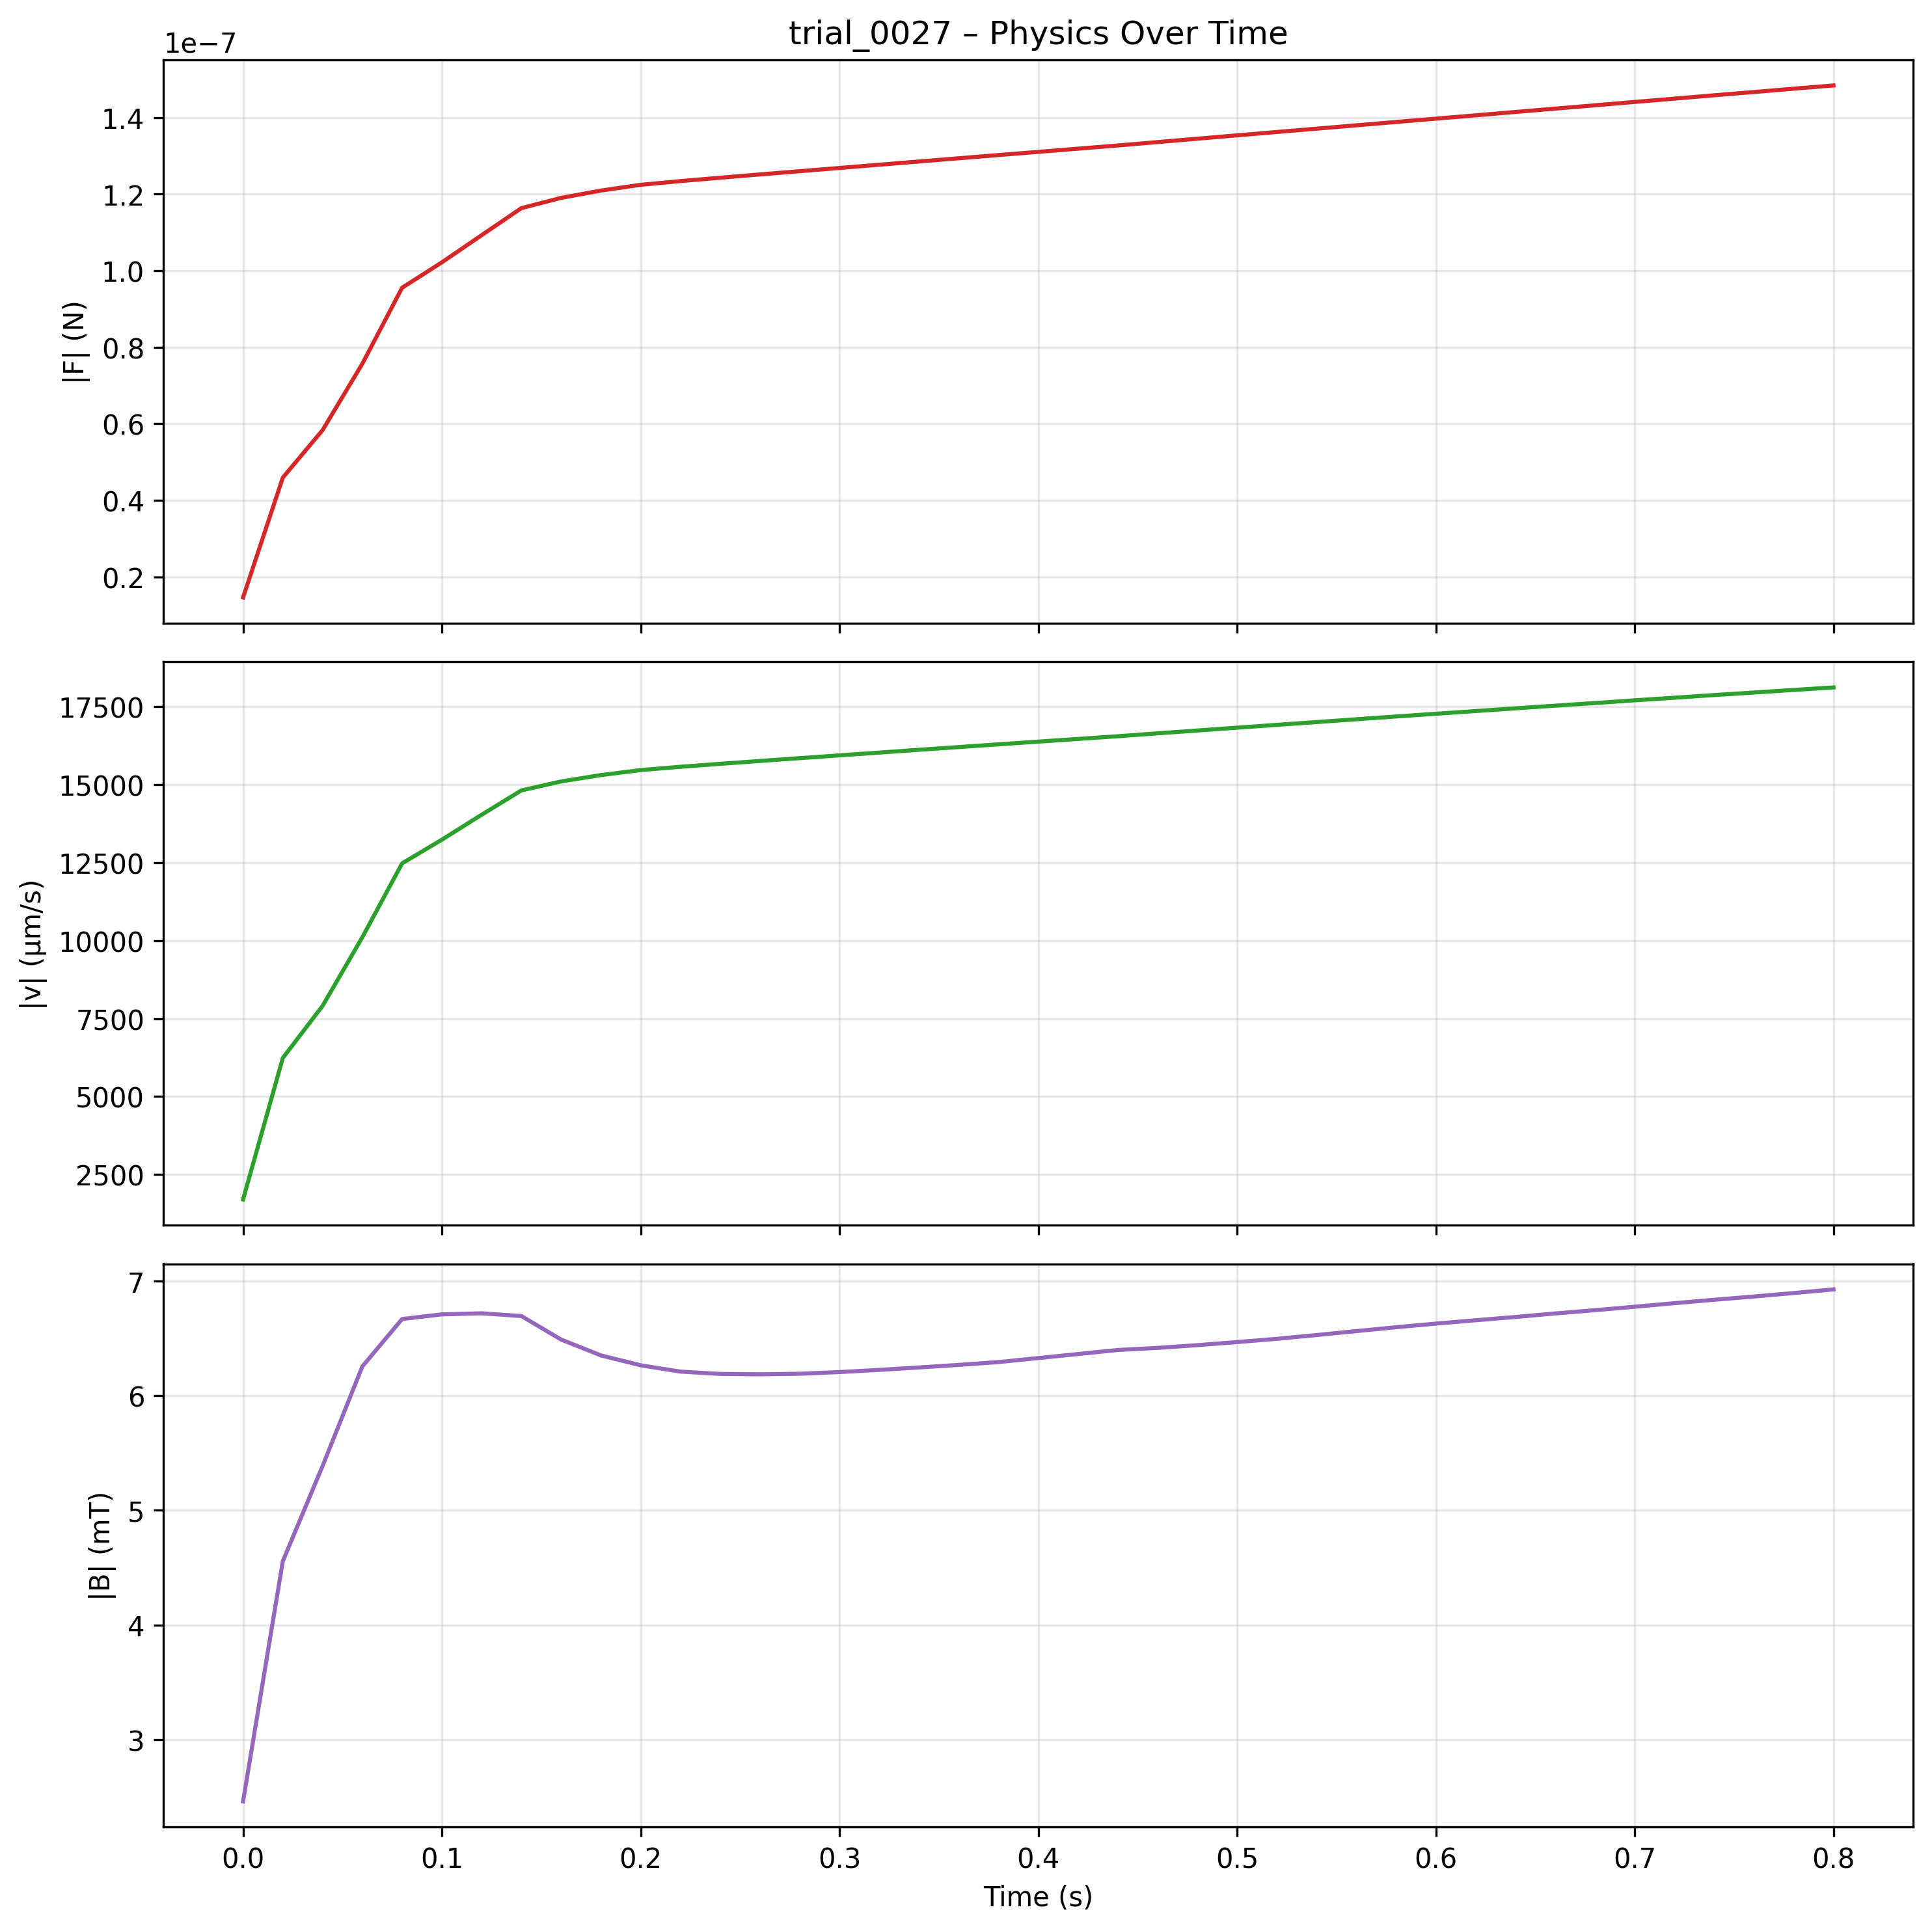 trial_0027 – Physics Over Time
1e−7
1.4
1.2
1.0
0.8
0.6
0.4
0.2
|F| (N)
17500
15000
12500
10000
7500
5000
2500
|v| (µm/s)
7
6
5
4
3
|B| (mT)
0.0 0.1 0.2 0.3 0.4 0.5 0.6 0.7 0.8
Time (s)